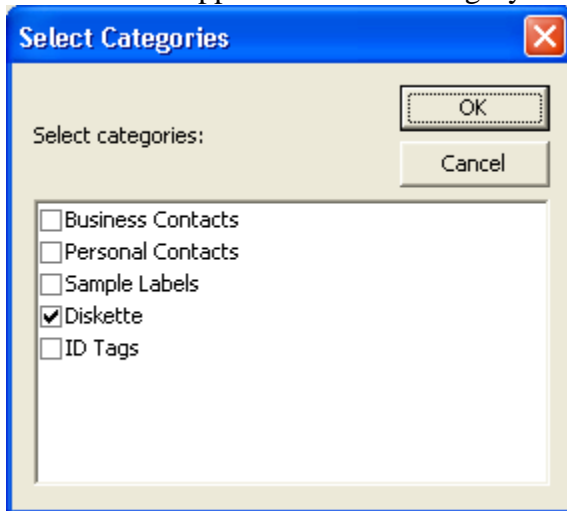 Select Categories
OK
Select categories:
Cancel
Business Contacts
Personal Contacts
Sample Labels
Diskette
ID Tags